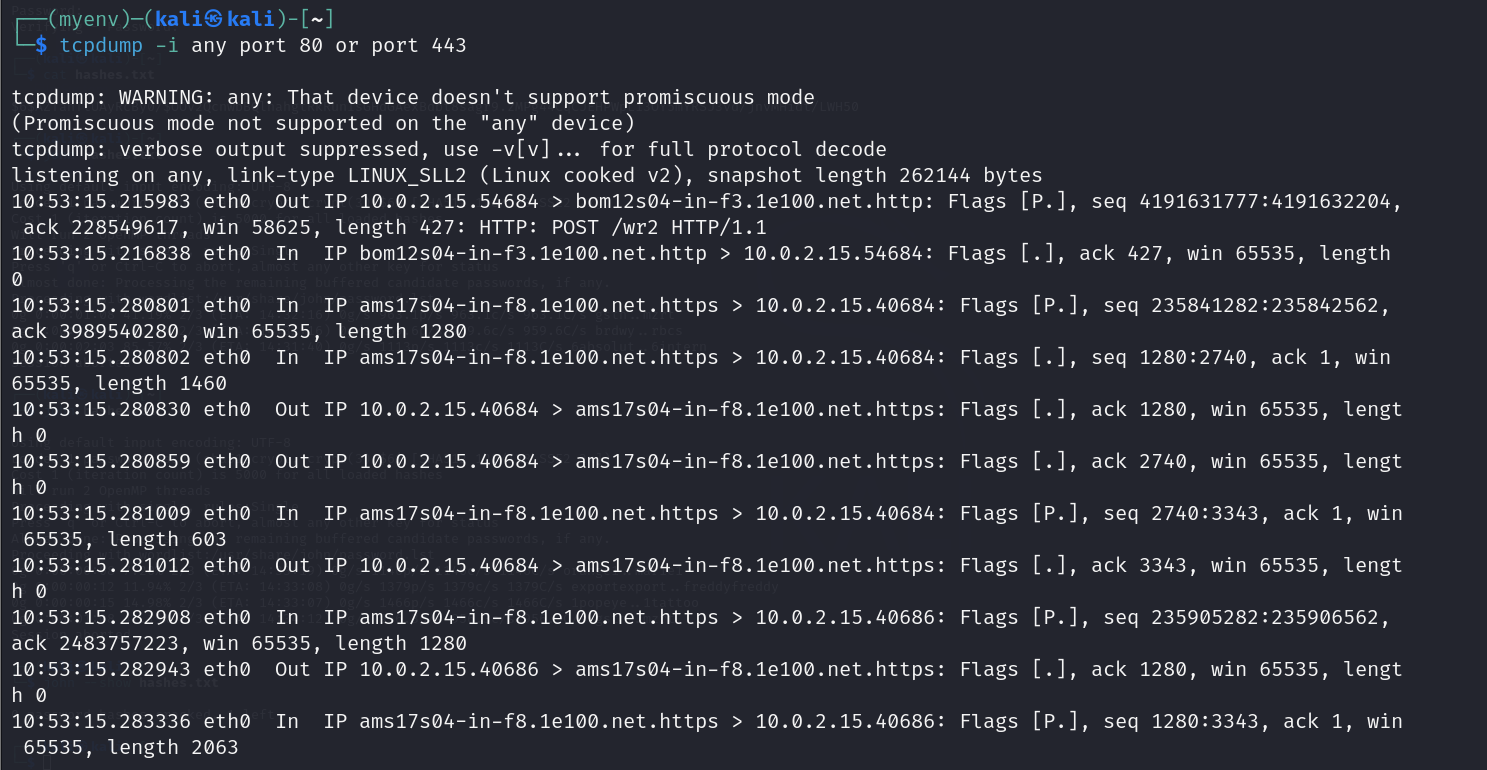 ┌──(myenv)─(kali㉿kali)-[~]
└─$ tcpdump -i any port 80 or port 443
tcpdump: WARNING: any: That device doesn't support promiscuous mode
(Promiscuous mode not supported on the "any" device)
tcpdump: verbose output suppressed, use -v[v]... for full protocol decode
listening on any, link-type LINUX_SLL2 (Linux cooked v2), snapshot length 262144 bytes
10:53:15.215983 eth0  Out IP 10.0.2.15.54684 > bom12s04-in-f3.1e100.net.http: Flags [P.], seq 4191631777:4191632204,
 ack 228549617, win 58625, length 427: HTTP: POST /wr2 HTTP/1.1
10:53:15.216838 eth0  In  IP bom12s04-in-f3.1e100.net.http > 10.0.2.15.54684: Flags [.], ack 427, win 65535, length
0
10:53:15.280801 eth0  In  IP ams17s04-in-f8.1e100.net.https > 10.0.2.15.40684: Flags [P.], seq 235841282:235842562,
ack 3989540280, win 65535, length 1280
10:53:15.280802 eth0  In  IP ams17s04-in-f8.1e100.net.https > 10.0.2.15.40684: Flags [.], seq 1280:2740, ack 1, win
65535, length 1460
10:53:15.280830 eth0  Out IP 10.0.2.15.40684 > ams17s04-in-f8.1e100.net.https: Flags [.], ack 1280, win 65535, lengt
h 0
10:53:15.280859 eth0  Out IP 10.0.2.15.40684 > ams17s04-in-f8.1e100.net.https: Flags [.], ack 2740, win 65535, lengt
h 0
10:53:15.281009 eth0  In  IP ams17s04-in-f8.1e100.net.https > 10.0.2.15.40684: Flags [P.], seq 2740:3343, ack 1, win
 65535, length 603
10:53:15.281012 eth0  Out IP 10.0.2.15.40684 > ams17s04-in-f8.1e100.net.https: Flags [.], ack 3343, win 65535, lengt
h 0
10:53:15.282908 eth0  In  IP ams17s04-in-f8.1e100.net.https > 10.0.2.15.40686: Flags [P.], seq 235905282:235906562,
ack 2483757223, win 65535, length 1280
10:53:15.282943 eth0  Out IP 10.0.2.15.40686 > ams17s04-in-f8.1e100.net.https: Flags [.], ack 1280, win 65535, lengt
h 0
10:53:15.283336 eth0  In  IP ams17s04-in-f8.1e100.net.https > 10.0.2.15.40686: Flags [P.], seq 1280:3343, ack 1, win
 65535, length 2063